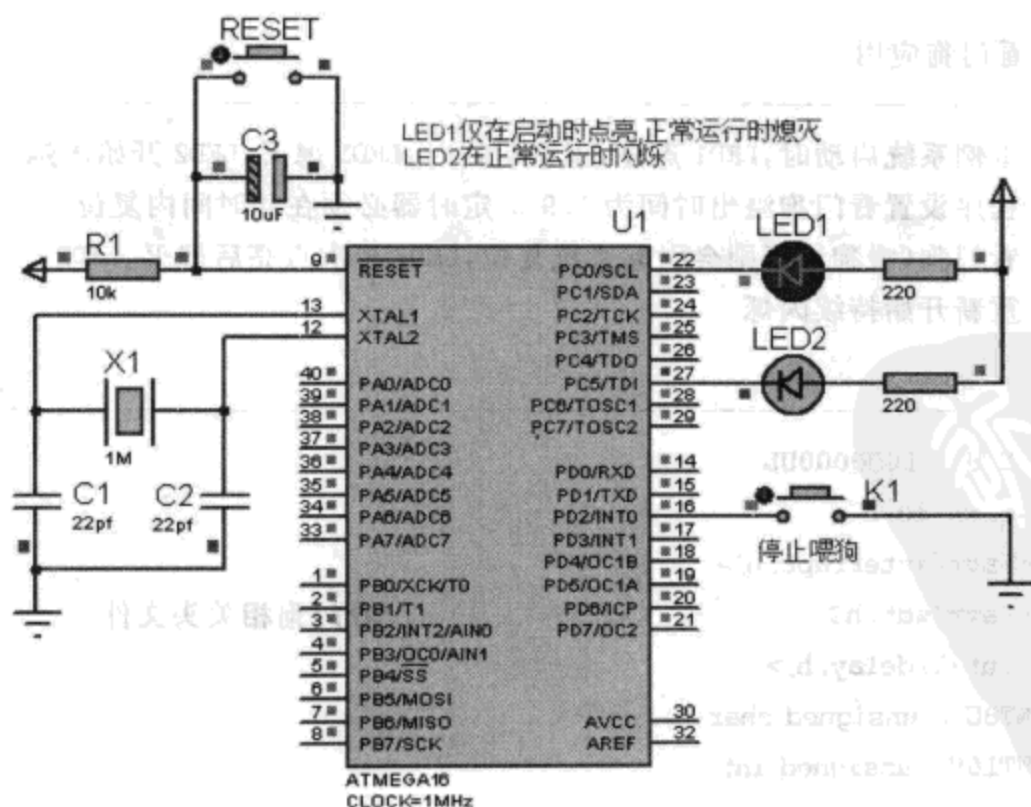 RESET
C3
10uF
LED1仅在启动时点亮,正常运行时熄灭
LED2在正常运行时闪烁
U1
R1
10k
X1
1M
C1
22pf
C2
22pf
9 RESET
13 XTAL1
12 XTAL2
40 PA0/ADC0
39 PA1/ADC1
38 PA2/ADC2
37 PA3/ADC3
36 PA4/ADC4
35 PA5/ADC5
34 PA6/ADC6
33 PA7/ADC7
1 PB0/XCK/T0
2 PB1/T1
3 PB2/INT2/AIN0
4 PB3/OC0/AIN1
5 PB4/SS
6 PB5/MOSI
7 PB6/MISO
8 PB7/SCK
PC0/SCL 22
PC1/SDA 23
PC2/TCK 24
PC3/TMS 25
PC4/TDO 26
PC5/TDI 27
PC6/TOSC1 28
PC7/TOSC2 29
PD0/RXD 14
PD1/TXD 15
PD2/INT0 16
PD3/INT1 17
PD4/OC1B 18
PD5/OC1A 19
PD6/ICP 20
PD7/OC2 21
AVCC 30
AREF 32
ATMEGA16
CLOCK=1MHz
LED1
220
LED2
220
K1
停止喂狗